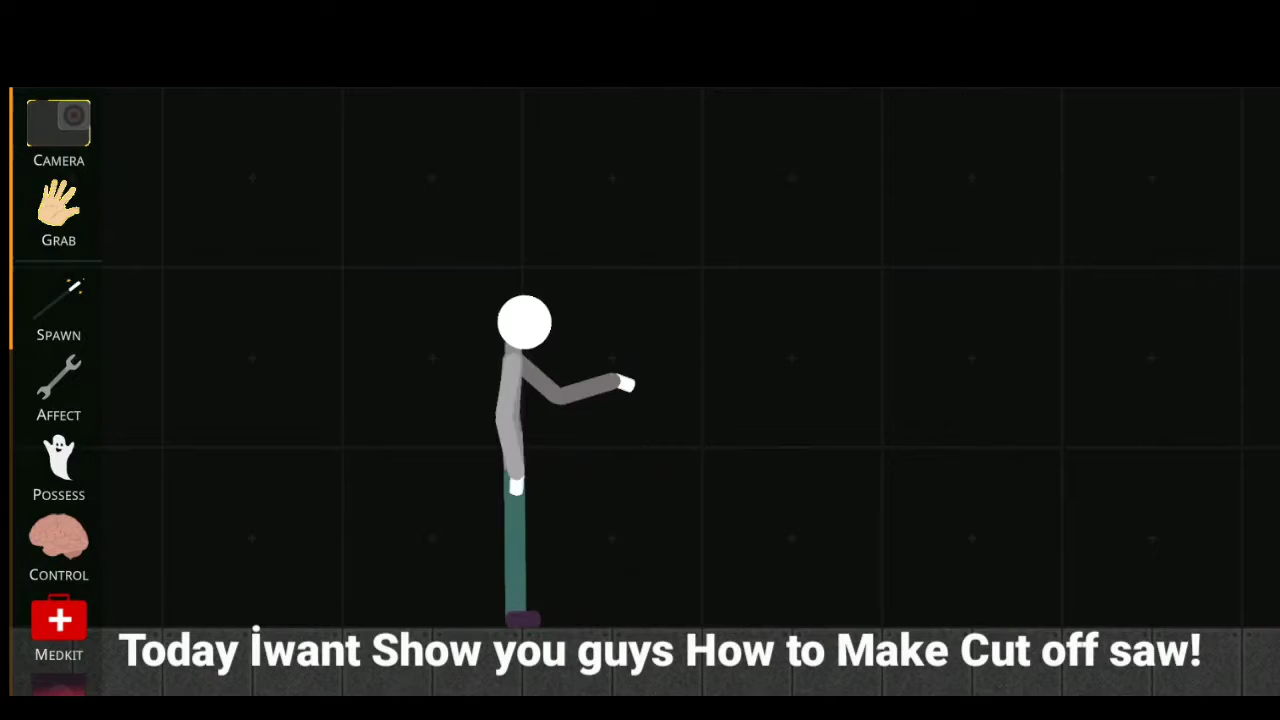 CAMERA
GRAB
SPAWN
AFFECT
POSSESS
CONTROL
MEDKIT
Today İwant Show you guys How to Make Cut off saw!